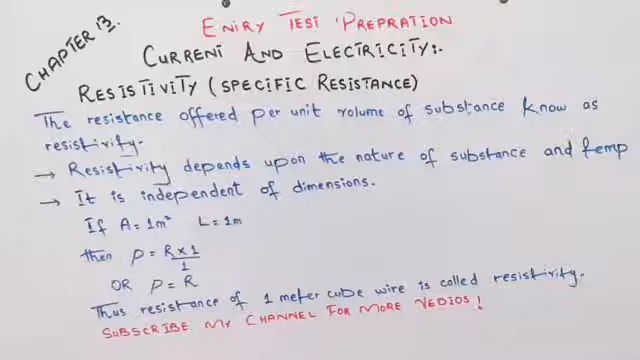 CHAPTER 13.
ENIRY TEST PREPRATION
CURRENT AND ELECTRICITY:-
RESISTIVITY (SPECIFIC RESISTANCE)
The resistance offered per unit volume of substance know as
resistivity.
→ Resistivity depends upon the nature of substance and temp
→ It is independent of dimensions.
If A = 1m² L = 1m
then ρ = R × 1 / 1
OR ρ = R
Thus resistance of 1 meter cube wire is called resistivity.
SUBSCRIBE MY CHANNEL FOR MORE VEDIOS!